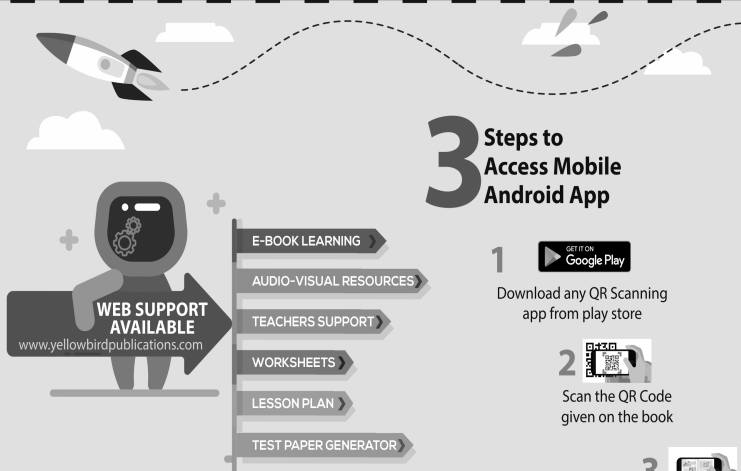 3 Steps to
Access Mobile
Android App
WEB SUPPORT
AVAILABLE
www.yellowbirdpublications.com
E-BOOK LEARNING
AUDIO-VISUAL RESOURCES
TEACHERS SUPPORT
WORKSHEETS
LESSON PLAN
TEST PAPER GENERATOR
1
GET IT ON
Google Play
Download any QR Scanning
app from play store
2
Scan the QR Code
given on the book
3